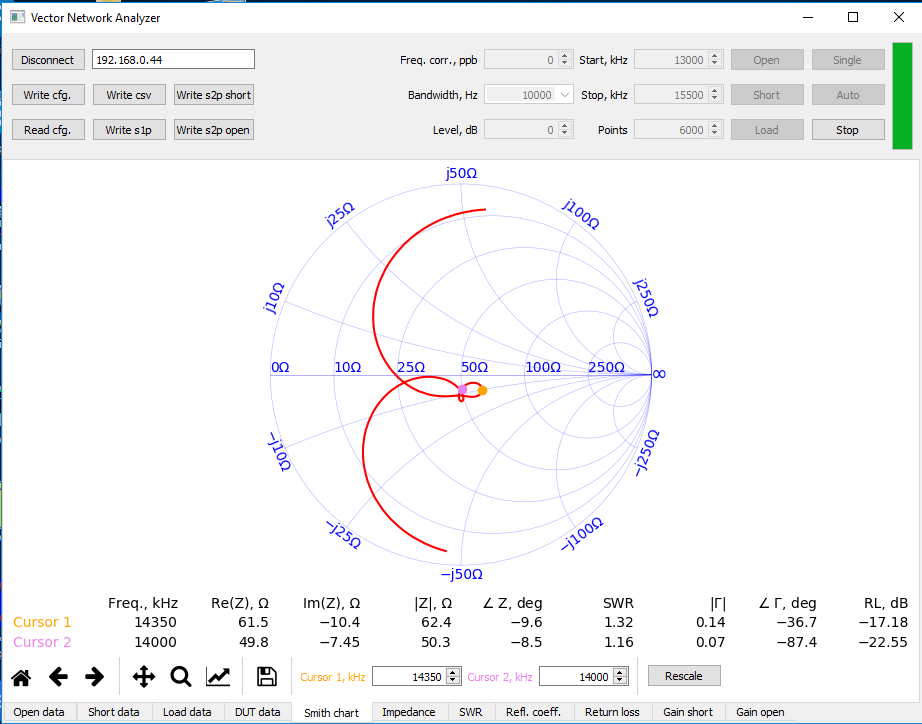 Vector Network Analyzer
Disconnect 192.168.0.44 Freq. corr., ppb 0 Start, kHz 13000 Open Single
Write cfg. Write csv Write s2p short Bandwidth, Hz 10000 Stop, kHz 15500 Short Auto
Read cfg. Write s1p Write s2p open Level, dB 0 Points 6000 Load Stop
j50Ω
j25Ω j100Ω
j10Ω j250Ω
0Ω 10Ω 25Ω 50Ω 100Ω 250Ω ∞
−j10Ω −j250Ω
−j25Ω −j100Ω
−j50Ω
Freq., kHz Re(Z), Ω Im(Z), Ω |Z|, Ω ∠ Z, deg SWR |Γ| ∠ Γ, deg RL, dB
Cursor 1 14350 61.5 −10.4 62.4 −9.6 1.32 0.14 −36.7 −17.18
Cursor 2 14000 49.8 −7.45 50.3 −8.5 1.16 0.07 −87.4 −22.55
Cursor 1, kHz 14350 Cursor 2, kHz 14000 Rescale
Open data Short data Load data DUT data Smith chart Impedance SWR Refl. coeff. Return loss Gain short Gain open